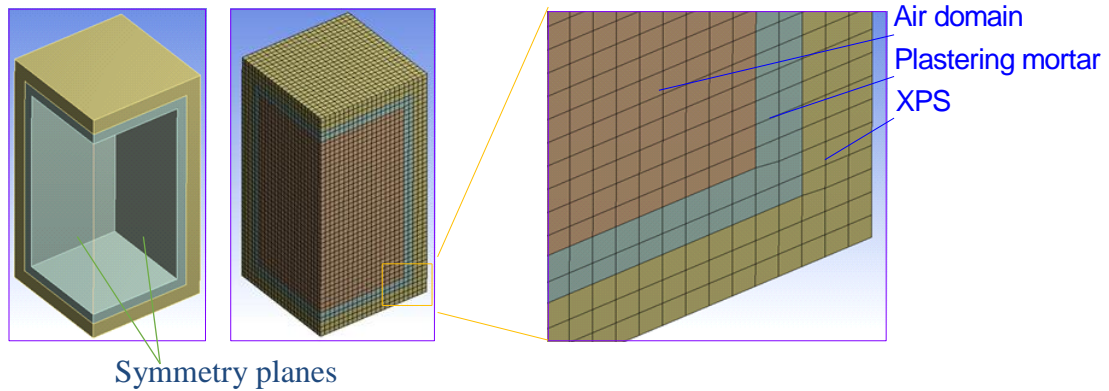 Air domain
Plastering mortar
XPS
Symmetry planes